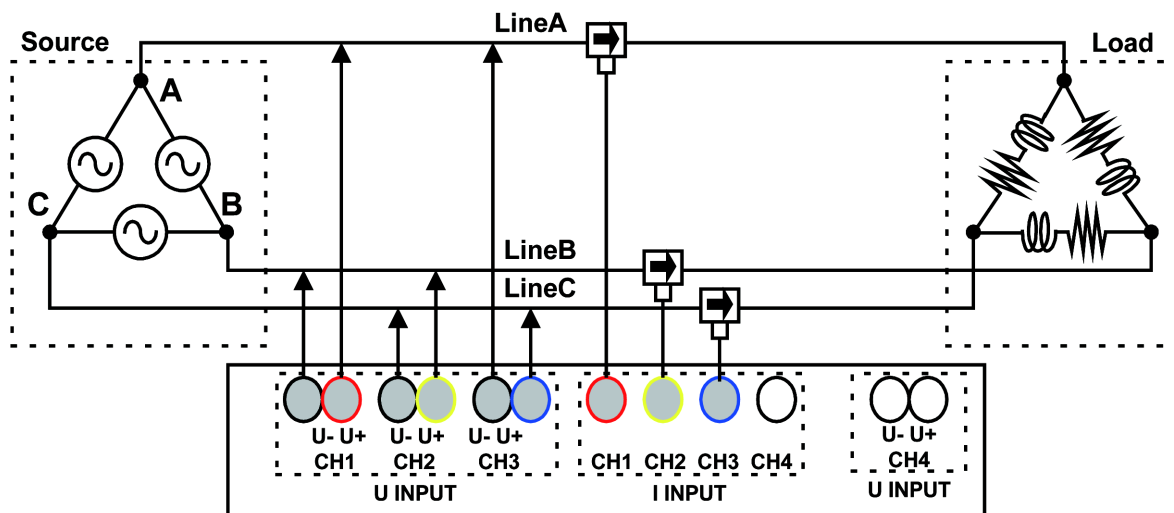 LineA
Source
Load
A
C
B
LineB
LineC
U- U+ U- U+ U- U+ U- U+
CH1 CH2 CH3 CH1 CH2 CH3 CH4 CH4
U INPUT I INPUT U INPUT